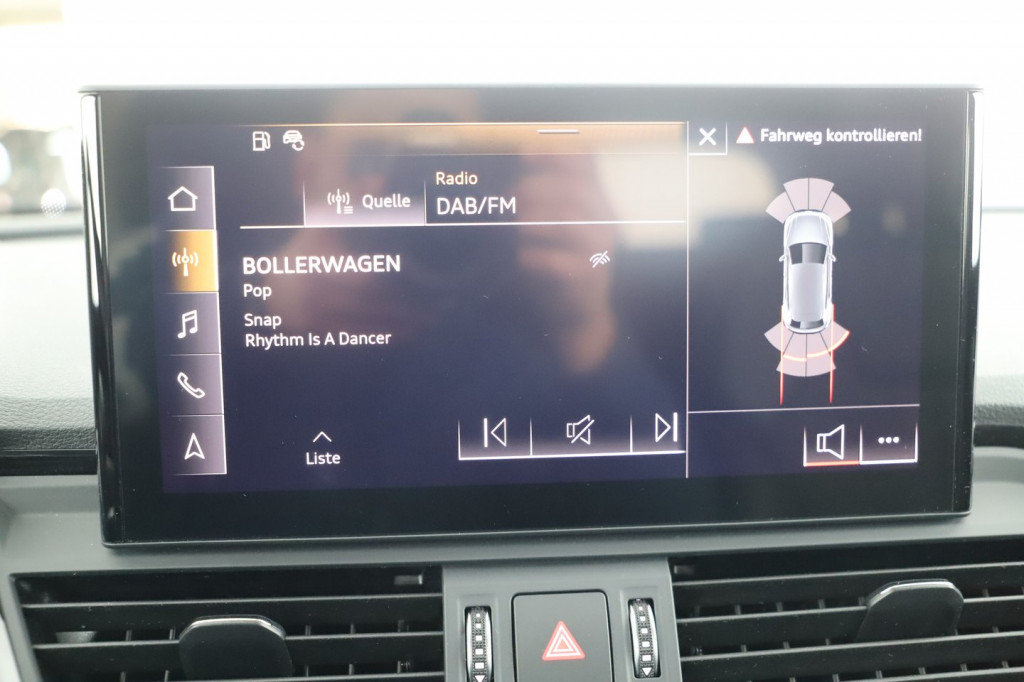 Quelle
Radio
DAB/FM
BOLLERWAGEN
Pop
Snap
Rhythm Is A Dancer
Liste
Fahrweg kontrollieren!